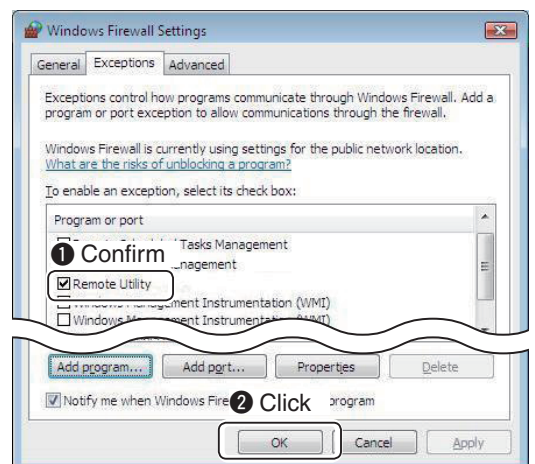 Windows Firewall Settings
General Exceptions Advanced
Exceptions control how programs communicate through Windows Firewall. Add a
program or port exception to allow communications through the firewall.
Windows Firewall is currently using settings for the public network location.
What are the risks of unblocking a program?
To enable an exception, select its check box:
Program or port
Tasks Management
❶ Confirm
Remote Utility
Windows Management Instrumentation (WMI)
Add program... Add port... Properties Delete
Notify me when Windows Fire program
❷ Click
OK Cancel Apply